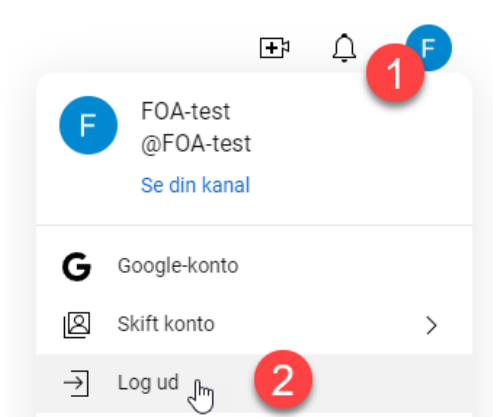 F
1
F
FOA-test
@FOA-test
Se din kanal
G
Google-konto
Skift konto
Log ud
2